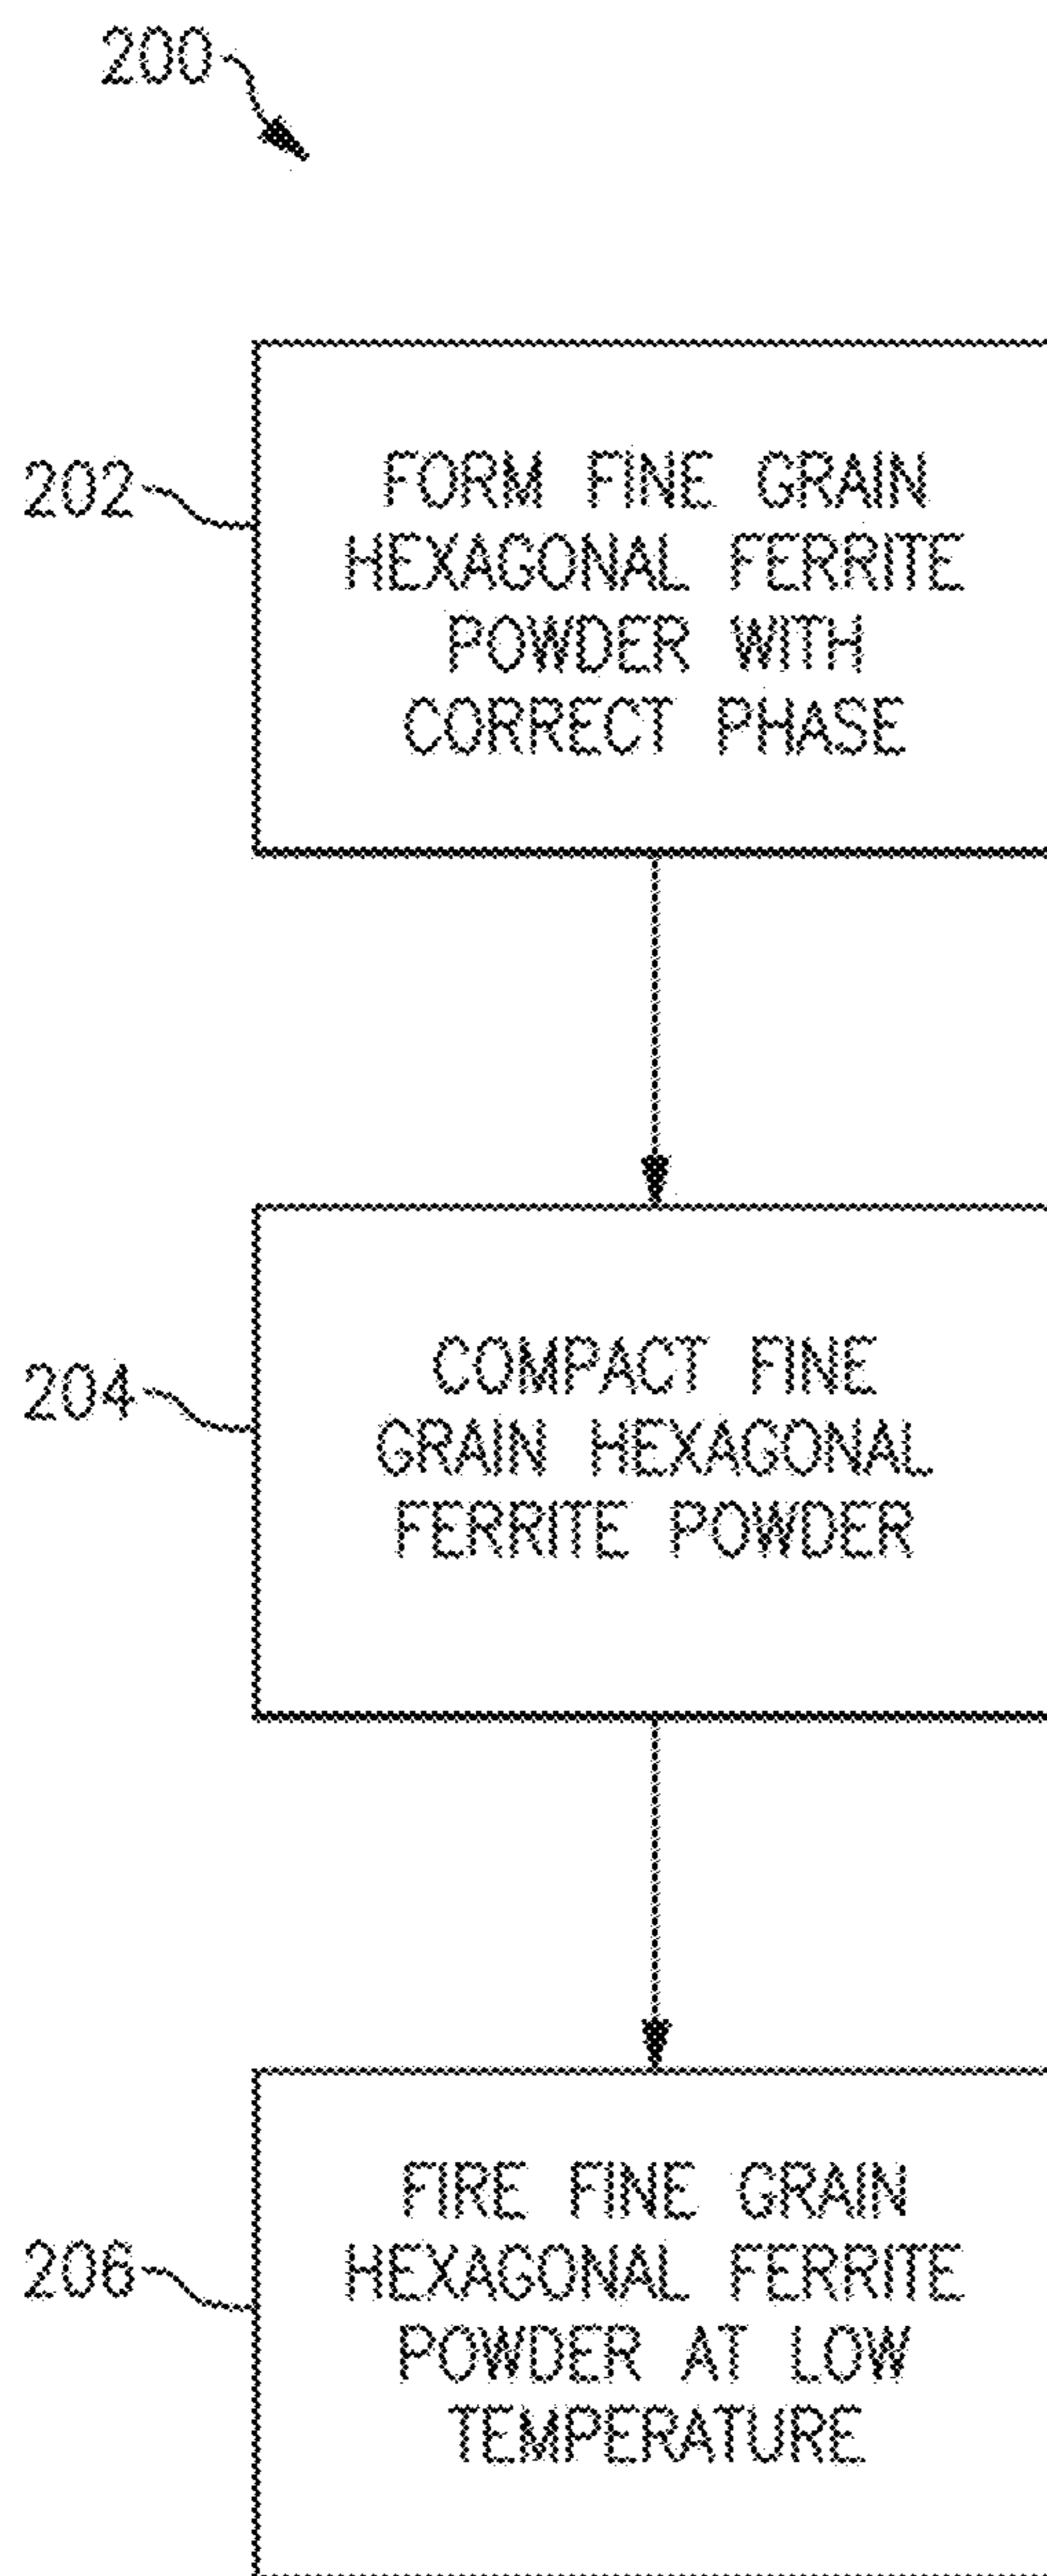 200
202
FORM FINE GRAIN
HEXAGONAL FERRITE
POWDER WITH
CORRECT PHASE
204
COMPACT FINE
GRAIN HEXAGONAL
FERRITE POWDER
206
FIRE FINE GRAIN
HEXAGONAL FERRITE
POWDER AT LOW
TEMPERATURE